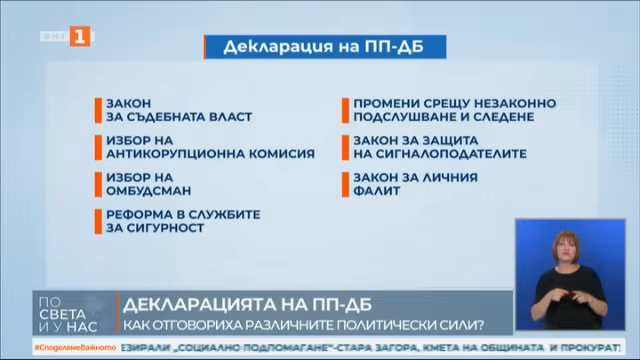 БНТ 1
Декларация на ПП-ДБ
ЗАКОН
ЗА СЪДЕБНАТА ВЛАСТ
ИЗБОР НА
АНТИКОРУПЦИОННА КОМИСИЯ
ИЗБОР НА
ОМБУДСМАН
РЕФОРМА В СЛУЖБИТЕ
ЗА СИГУРНОСТ
ПРОМЕНИ СРЕЩУ НЕЗАКОННО
ПОДСЛУШВАНЕ И СЛЕДЕНЕ
ЗАКОН ЗА ЗАЩИТА
НА СИГНАЛОПОДАТЕЛИТЕ
ЗАКОН ЗА ЛИЧНИЯ
ФАЛИТ
ПО
СВЕТА
И У НАС
ДЕКЛАРАЦИЯТА НА ПП-ДБ
КАК ОТГОВОРИХА РАЗЛИЧНИТЕ ПОЛИТИЧЕСКИ СИЛИ?
#СподелямеВажното
ЕЗИРАЛИ „СОЦИАЛНО ПОДПОМАГАНЕ"-СТАРА ЗАГОРА, КМЕТА НА ОБЩИНАТА И ПРОКУРАТ